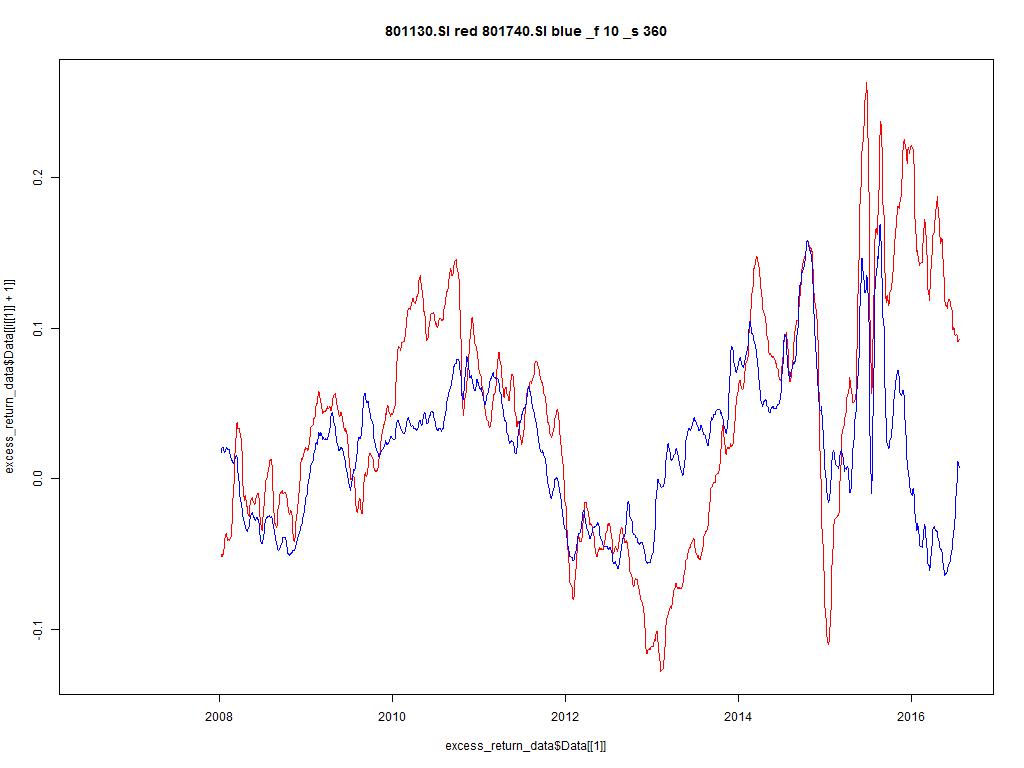 801130.SI red 801740.SI blue _f 10 _s 360
excess_return_data$Data[[i[[1]] + 1]]
0.2
0.1
0.0
-0.1
2008 2010 2012 2014 2016
excess_return_data$Data[[1]]